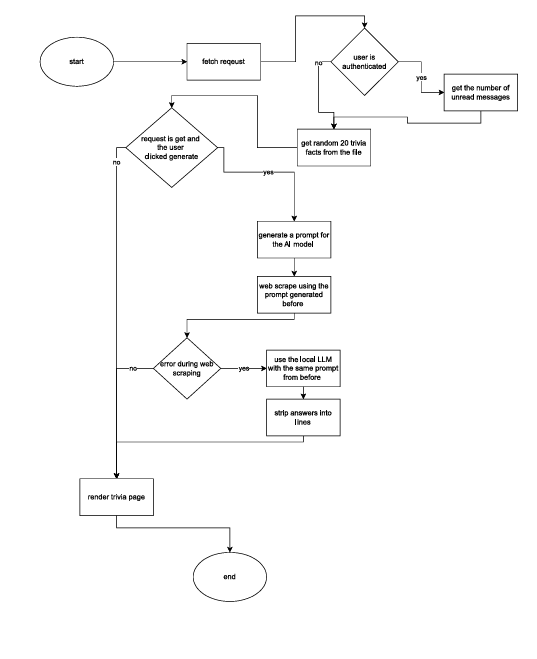 start
fetch reqeust
user is
authenticated
no
yes
get the number of
unread messages
get random 20 trivia
facts from the file
request is get and
the user
clicked generate
no
yes
generate a prompt for
the AI model
web scrape using the
prompt generated
before
error during web
scraping
no
yes
use the local LLM
with the same prompt
from before
strip answers into
lines
render trivia page
end